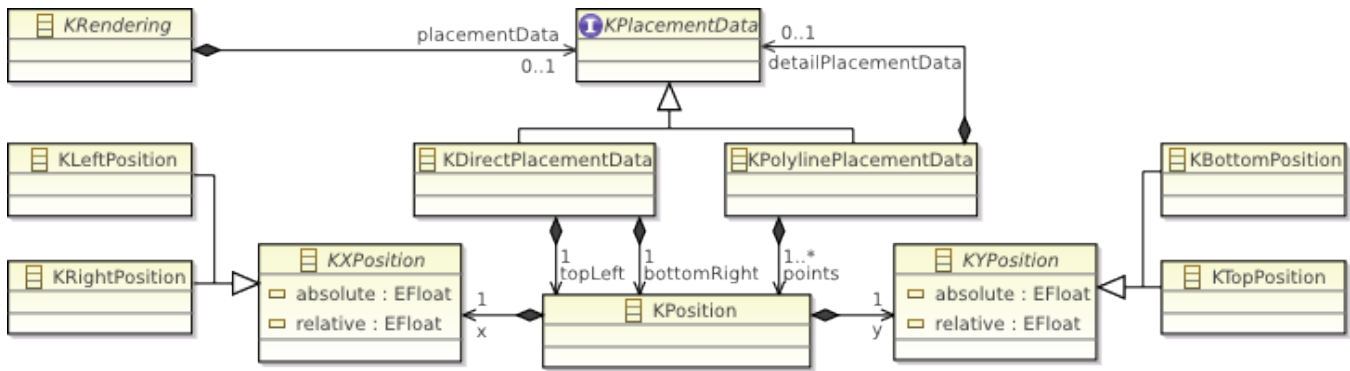 KRendering
placementData
0..1
I KPlacementData
0..1
detailPlacementData
KLeftPosition
KDirectPlacementData
KPolylinePlacementData
KBottomPosition
KRightPosition
KXPosition
absolute : EFloat
relative : EFloat
1
topLeft
1
bottomRight
1..*
points
KYPosition
absolute : EFloat
relative : EFloat
KTopPosition
1
x
KPosition
1
y